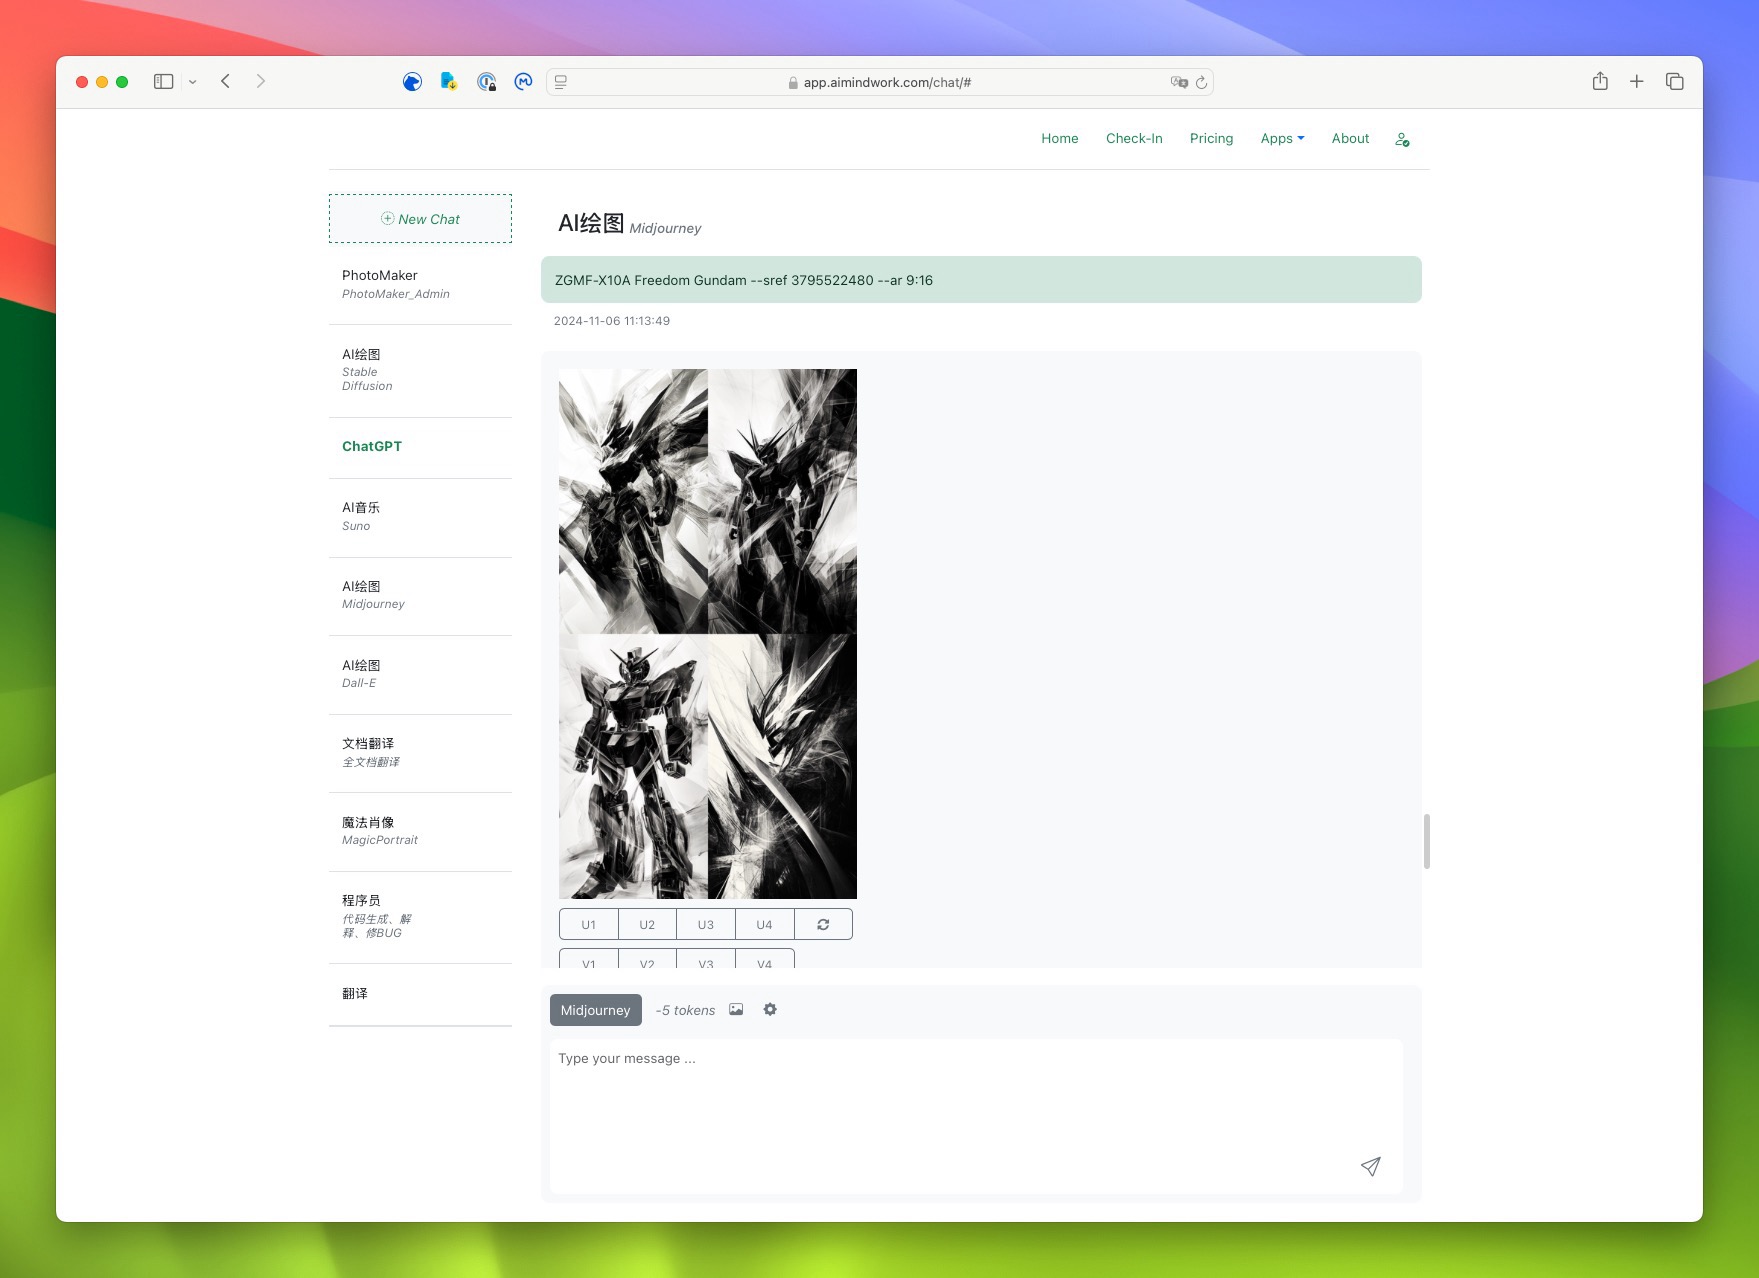 app.aimindwork.com/chat/#
Home Check-In Pricing Apps About
New Chat
PhotoMaker
PhotoMaker_Admin
AI绘图
Stable
Diffusion
ChatGPT
AI音乐
Suno
AI绘图
Midjourney
AI绘图
Dall-E
文档翻译
全文档翻译
魔法肖像
MagicPortrait
程序员
代码生成、解
释、修BUG
翻译
AI绘图 Midjourney
ZGMF-X10A Freedom Gundam --sref 3795522480 --ar 9:16
2024-11-06 11:13:49
U1 U2 U3 U4
V1 V2 V3 V4
Midjourney -5 tokens
Type your message ...